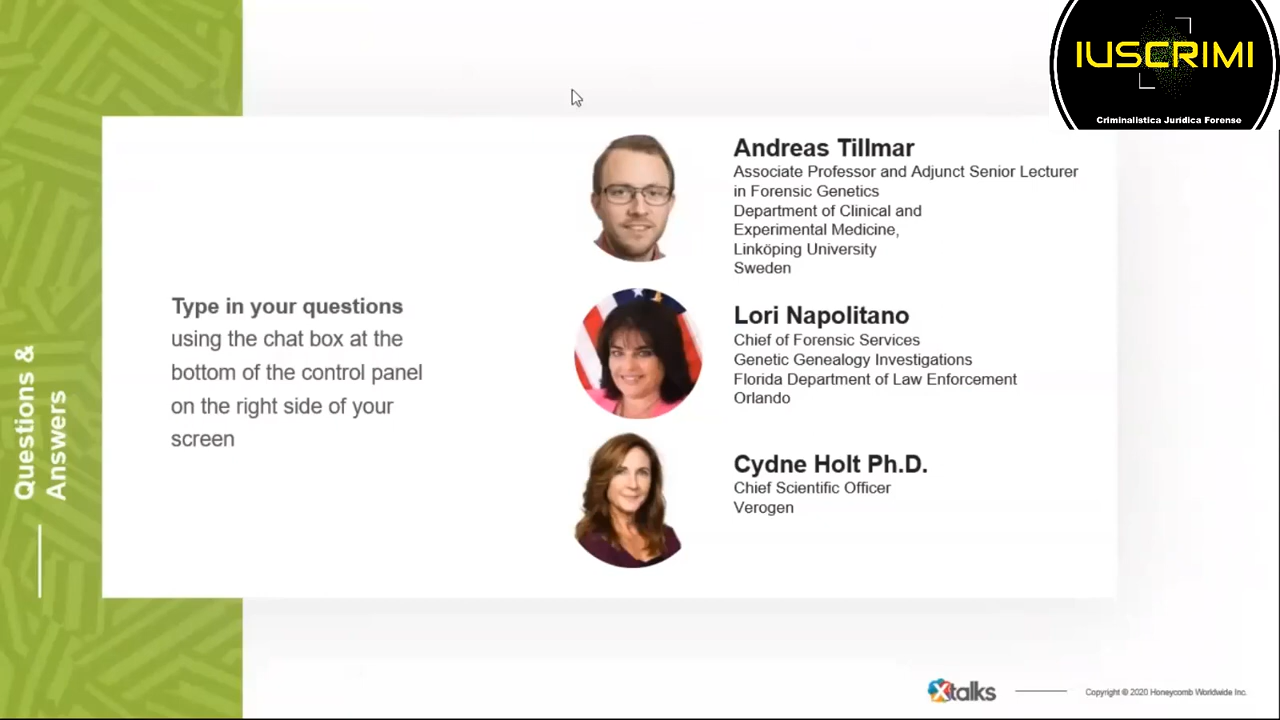 IUSCRIMI
Criminalistica Jurídica Forense
Questions &
Answers
Type in your questions
using the chat box at the
bottom of the control panel
on the right side of your
screen
Andreas Tillmar
Associate Professor and Adjunct Senior Lecturer
in Forensic Genetics
Department of Clinical and
Experimental Medicine,
Linköping University
Sweden
Lori Napolitano
Chief of Forensic Services
Genetic Genealogy Investigations
Florida Department of Law Enforcement
Orlando
Cydne Holt Ph.D.
Chief Scientific Officer
Verogen
Xtalks
Copyright © 2020 Honeycomb Worldwide Inc.